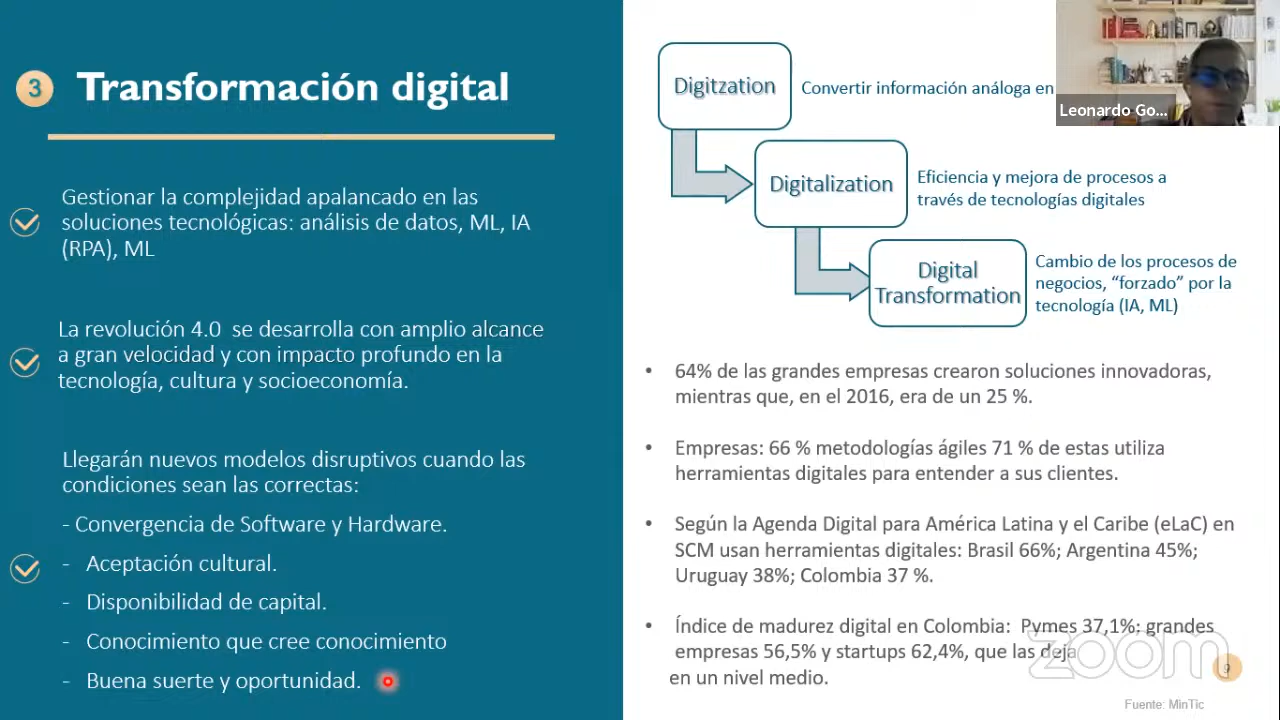 3 Transformación digital
Gestionar la complejidad apalancado en las
soluciones tecnológicas: análisis de datos, ML, IA
(RPA), ML
La revolución 4.0 se desarrolla con amplio alcance
a gran velocidad y con impacto profundo en la
tecnología, cultura y socioeconomía.
Llegarán nuevos modelos disruptivos cuando las
condiciones sean las correctas:
- Convergencia de Software y Hardware.
- Aceptación cultural.
- Disponibilidad de capital.
- Conocimiento que cree conocimiento
- Buena suerte y oportunidad.
Digitzation
Convertir información análoga en
Leonardo Go...
Digitalization
Eficiencia y mejora de procesos a
través de tecnologías digitales
Digital
Transformation
Cambio de los procesos de
negocios, “forzado” por la
tecnología (IA, ML)
• 64% de las grandes empresas crearon soluciones innovadoras,
mientras que, en el 2016, era de un 25 %.
• Empresas: 66 % metodologías ágiles 71 % de estas utiliza
herramientas digitales para entender a sus clientes.
• Según la Agenda Digital para América Latina y el Caribe (eLaC) en
SCM usan herramientas digitales: Brasil 66%; Argentina 45%;
Uruguay 38%; Colombia 37 %.
• Índice de madurez digital en Colombia: Pymes 37,1%; grandes
empresas 56,5% y startups 62,4%, que las deja
en un nivel medio.
zoom
9
Fuente: MinTic